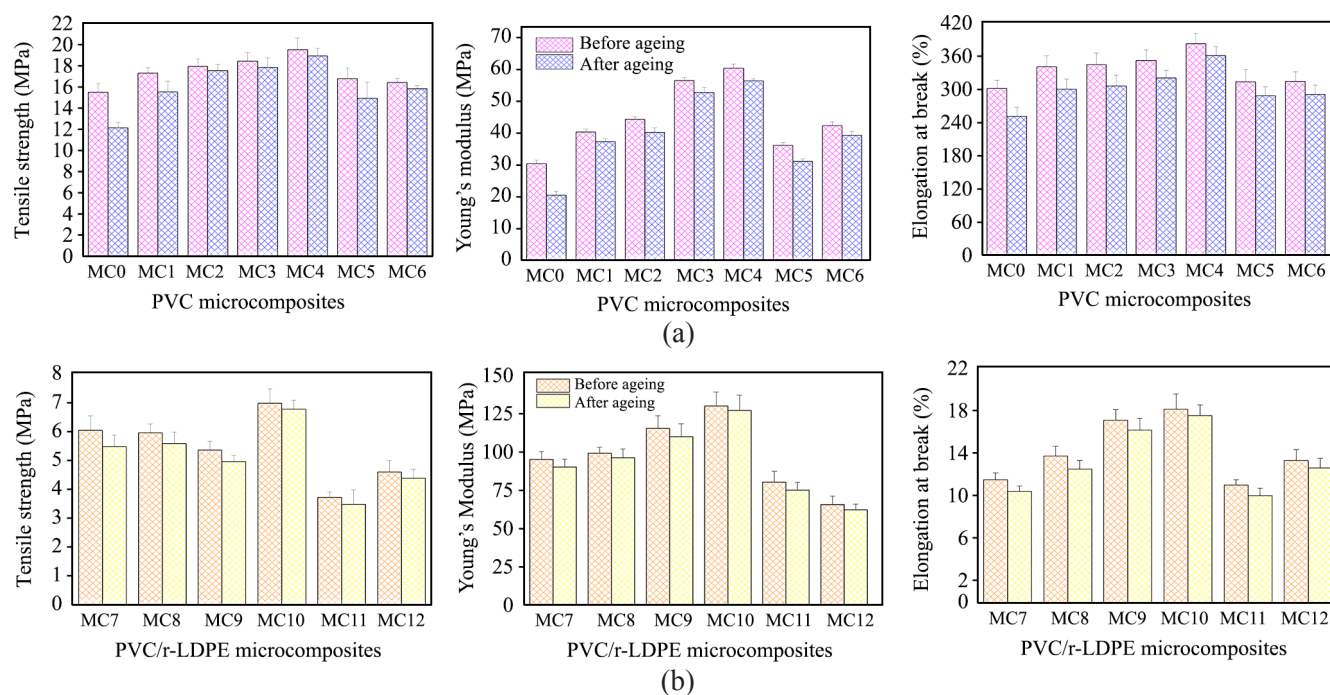 Tensile strength (MPa)
22
20
18
16
14
12
10
8
6
4
2
0
MC0 MC1 MC2 MC3 MC4 MC5 MC6
PVC microcomposites
Young's modulus (MPa)
70
60
50
40
30
20
10
0
Before ageing
After ageing
MC0 MC1 MC2 MC3 MC4 MC5 MC6
PVC microcomposites
Elongation at break (%)
420
360
300
240
180
120
60
0
MC0 MC1 MC2 MC3 MC4 MC5 MC6
PVC microcomposites
(a)
Tensile strength (MPa)
8
7
6
5
4
3
2
1
0
MC7 MC8 MC9 MC10 MC11 MC12
PVC/r-LDPE microcomposites
Young's Modulus (MPa)
150
125
100
75
50
25
0
Before ageing
After ageing
MC7 MC8 MC9 MC10 MC11 MC12
PVC/r-LDPE microcomposites
Elongation at break (%)
22
18
14
10
6
2
0
MC7 MC8 MC9 MC10 MC11 MC12
PVC/r-LDPE microcomposites
(b)